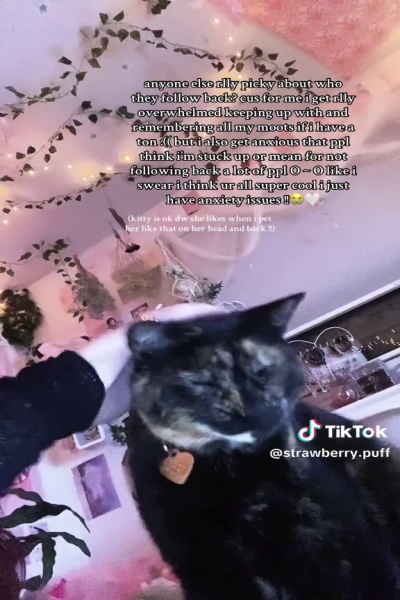 anyone else rlly picky about who
they follow back? cus for me i get rlly
overwhelmed keeping up with and
remembering all my moots if i have a
ton :(( but i also get anxious that ppl
think i'm stuck up or mean for not
following back a lot of ppl O ~ O like i
swear i think ur all super cool i just
have anxiety issues !!😭🤍
(kitty is ok dw she likes when i pet
her like that on her head and back !!)
TikTok
@strawberry.puff